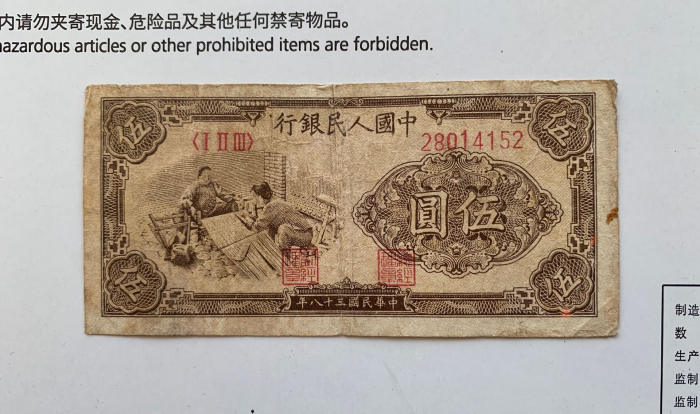 内请勿夹寄现金、危险品及其他任何禁寄物品。
hazardous articles or other prohibited items are forbidden.
行銀民人國中
〈I II III〉
28014152
伍
伍
圓伍
伍
伍
年八十三國民華中
制造
数
生产
监制
监制